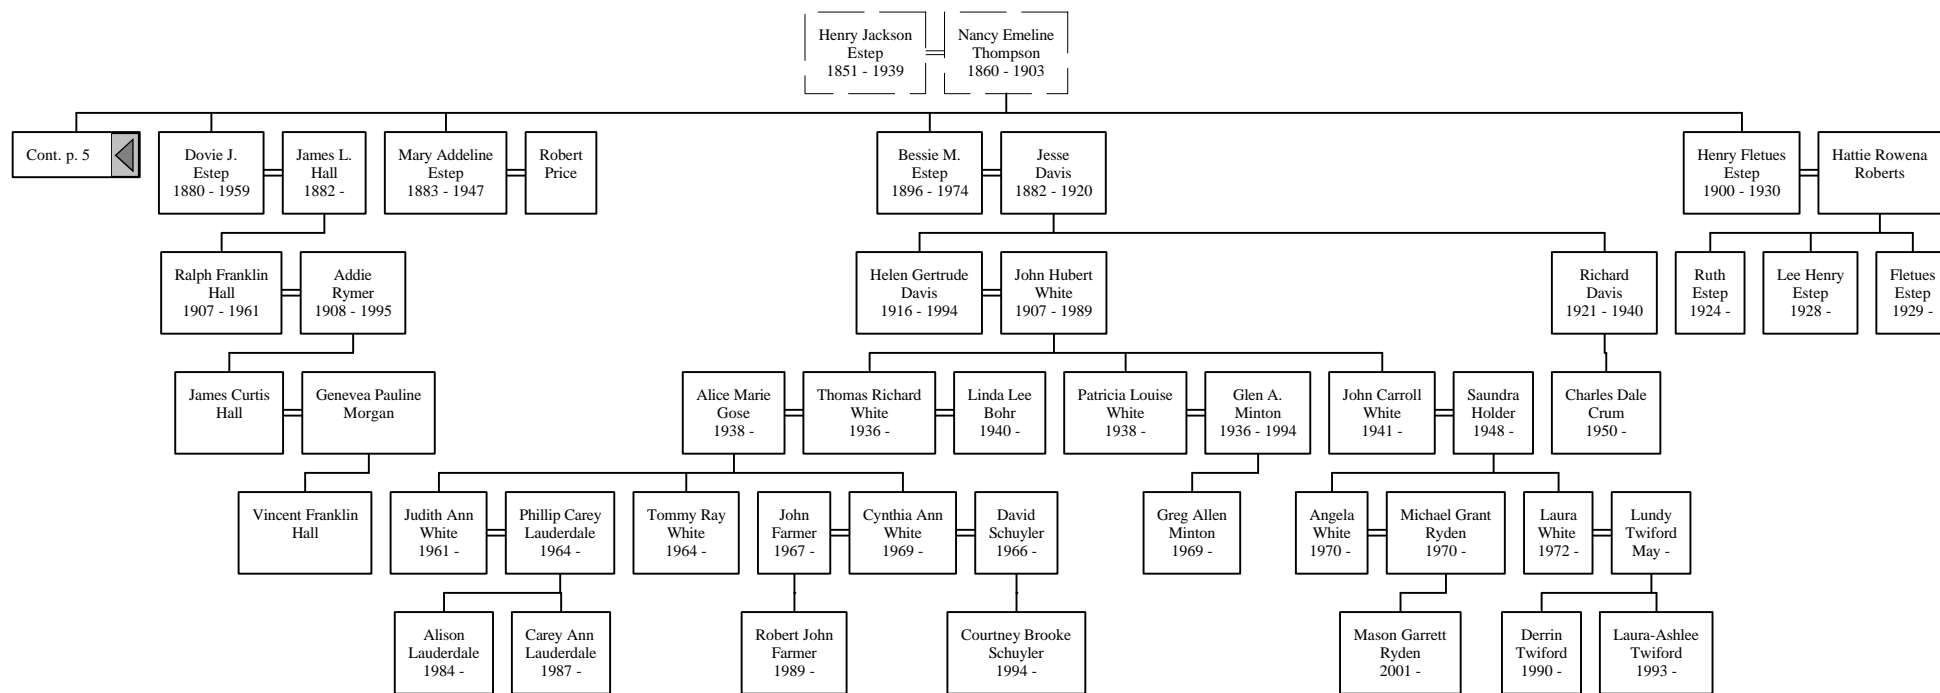 Henry Jackson
Estep
1851 - 1939
Nancy Emeline
Thompson
1860 - 1903
Cont. p. 5
Dovie J.
Estep
1880 - 1959
James L.
Hall
1882 -
Mary Addeline
Estep
1883 - 1947
Robert
Price
Bessie M.
Estep
1896 - 1974
Jesse
Davis
1882 - 1920
Henry Fletues
Estep
1900 - 1930
Hattie Rowena
Roberts
Ralph Franklin
Hall
1907 - 1961
Addie
Rymer
1908 - 1995
Helen Gertrude
Davis
1916 - 1994
John Hubert
White
1907 - 1989
Richard
Davis
1921 - 1940
Ruth
Estep
1924 -
Lee Henry
Estep
1928 -
Fletues
Estep
1929 -
James Curtis
Hall
Genevea Pauline
Morgan
Alice Marie
Gose
1938 -
Thomas Richard
White
1936 -
Linda Lee
Bohr
1940 -
Patricia Louise
White
1938 -
Glen A.
Minton
1936 - 1994
John Carroll
White
1941 -
Saundra
Holder
1948 -
Charles Dale
Crum
1950 -
Vincent Franklin
Hall
Judith Ann
White
1961 -
Phillip Carey
Lauderdale
1964 -
Tommy Ray
White
1964 -
John
Farmer
1967 -
Cynthia Ann
White
1969 -
David
Schuyler
1966 -
Greg Allen
Minton
1969 -
Angela
White
1970 -
Michael Grant
Ryden
1970 -
Laura
White
1972 -
Lundy
Twiford
May -
Alison
Lauderdale
1984 -
Carey Ann
Lauderdale
1987 -
Robert John
Farmer
1989 -
Courtney Brooke
Schuyler
1994 -
Mason Garrett
Ryden
2001 -
Derrin
Twiford
1990 -
Laura-Ashlee
Twiford
1993 -